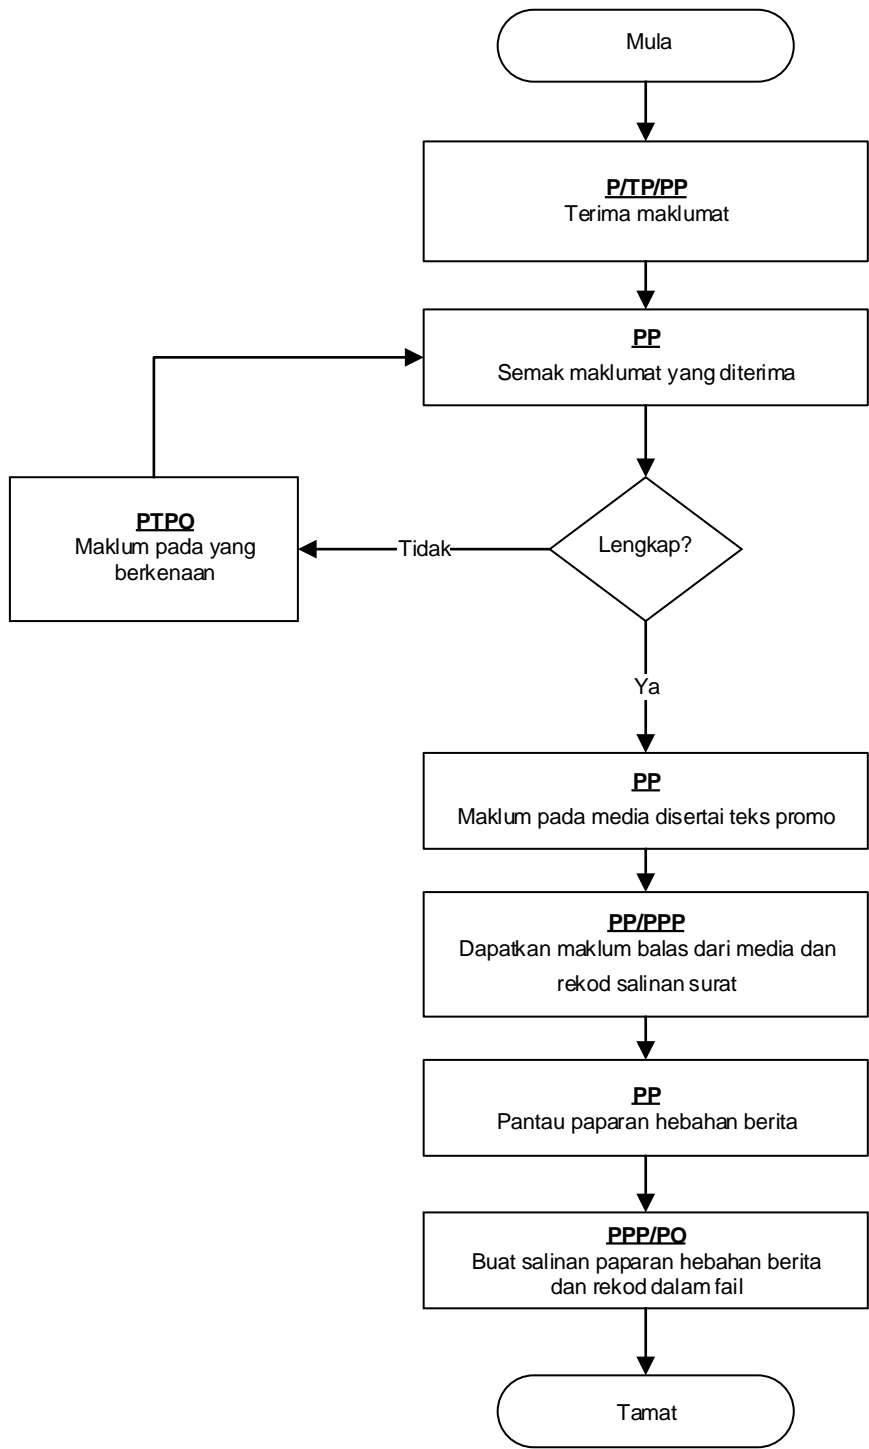 Mula
P/TP/PP
Terima maklumat
PP
Semak maklumat yang diterima
PTPO
Maklum pada yang
berkenaan
Tidak
Lengkap?
Ya
PP
Maklum pada media disertai teks promo
PP/PPP
Dapatkan maklum balas dari media dan
rekod salinan surat
PP
Pantau paparan hebahan berita
PPP/PO
Buat salinan paparan hebahan berita
dan rekod dalam fail
Tamat